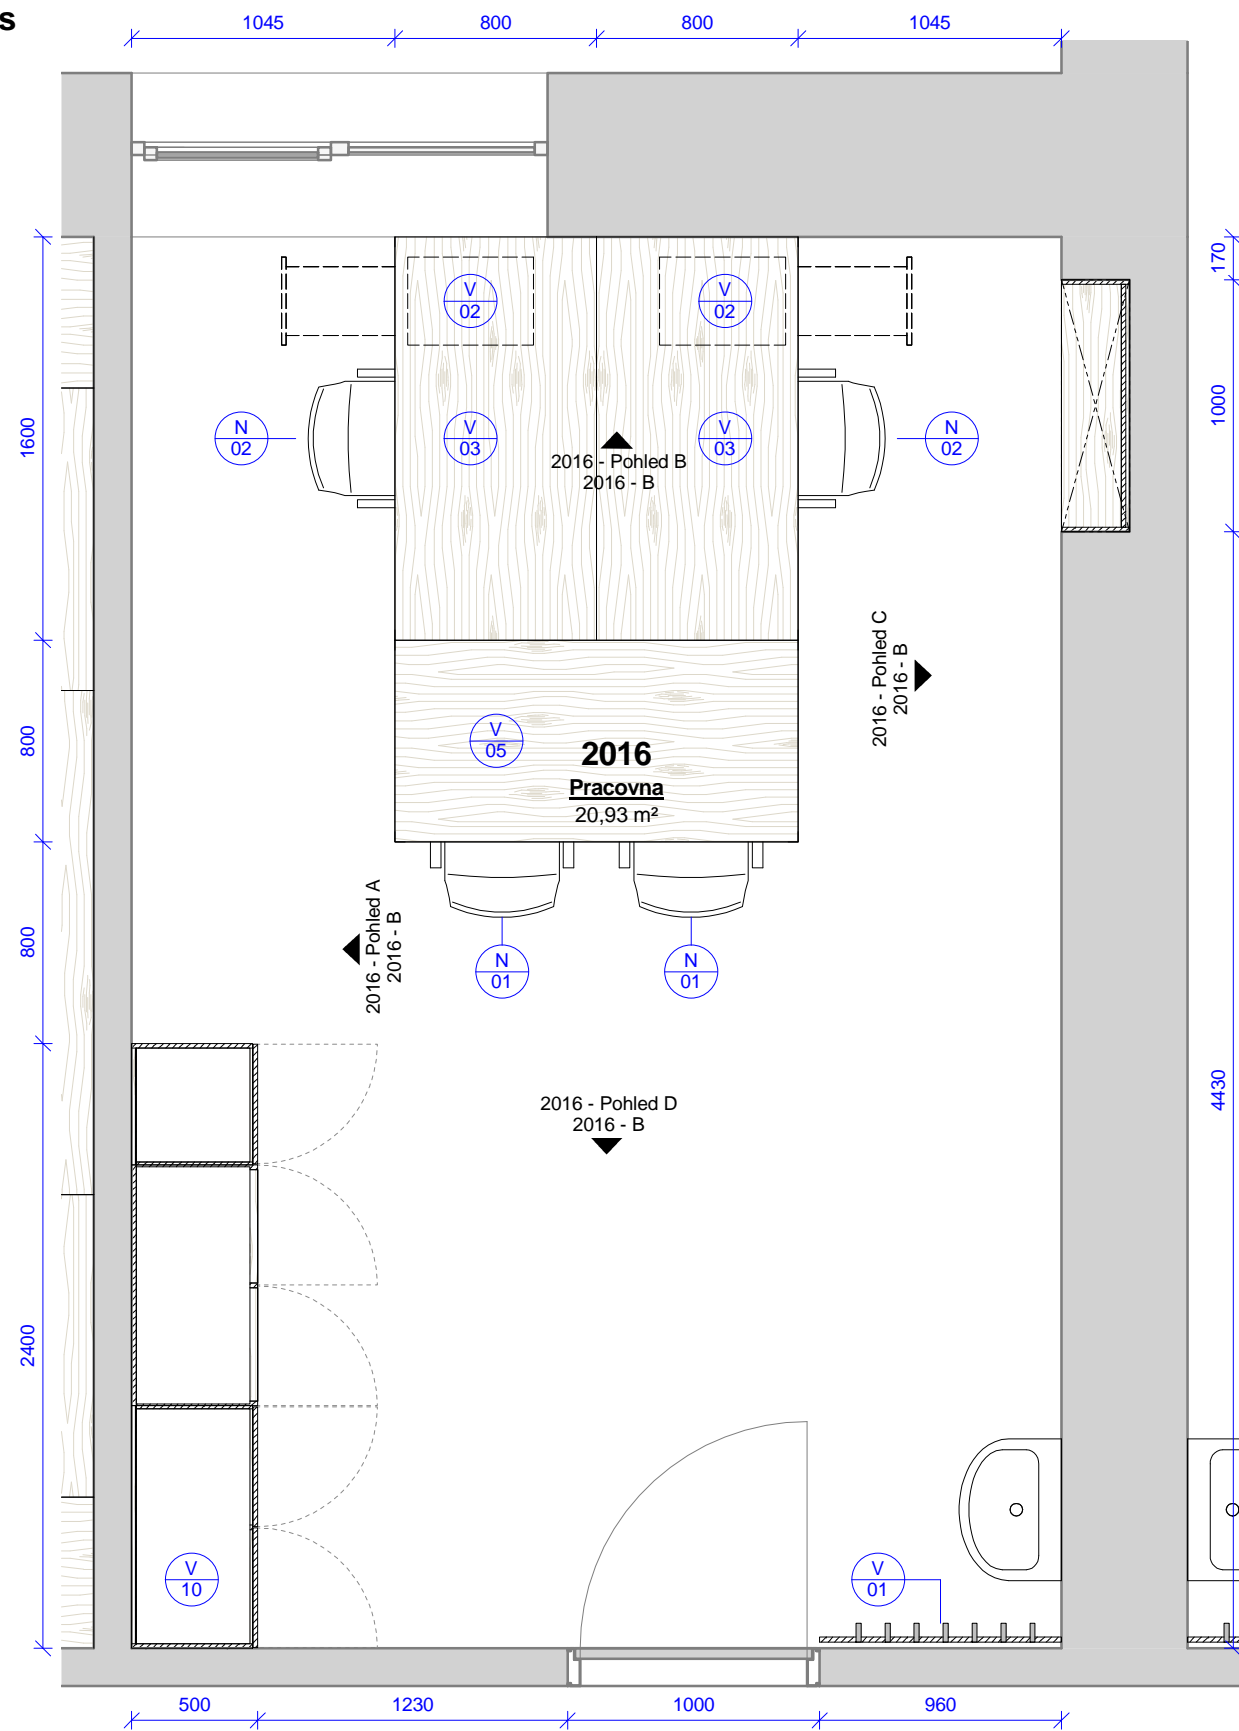 s
1045
800
800
1045
170
V
02
V
02
1000
1600
N
02
V
03
V
03
N
02
2016 - Pohled B
2016 - B
2016 - Pohled C
2016 - B
800
V
05
2016
Pracovna
20,93 m²
800
2016 - Pohled A
2016 - B
N
01
N
01
4430
2016 - Pohled D
2016 - B
2400
V
10
V
01
500
1230
1000
960